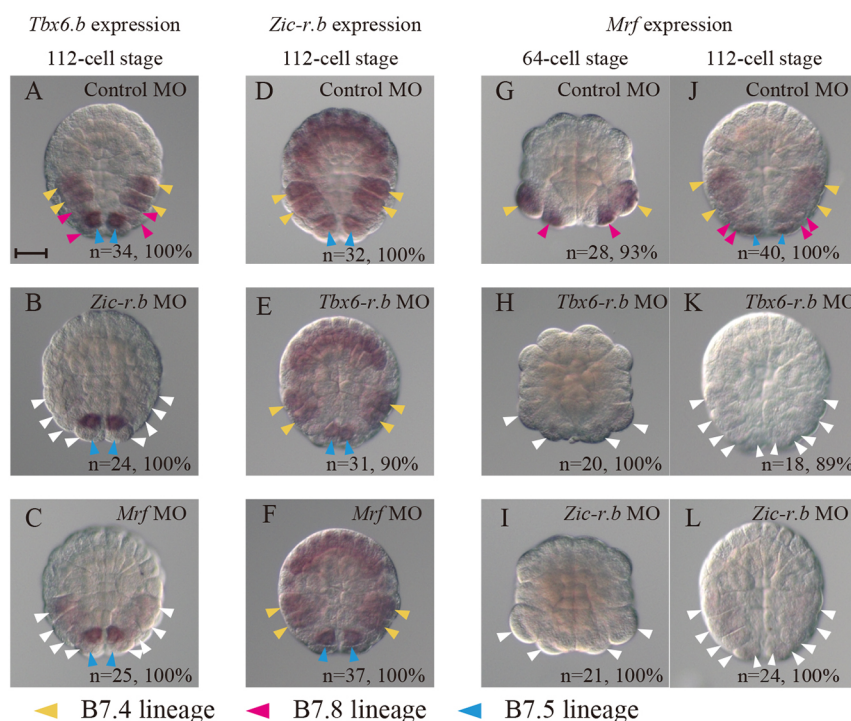 Tbx6.b expression
112-cell stage
Zic-r.b expression
112-cell stage
Mrf expression
64-cell stage
112-cell stage
A
Control MO
n=34, 100%
D
Control MO
n=32, 100%
G
Control MO
n=28, 93%
J
Control MO
n=40, 100%
B
Zic-r.b MO
n=24, 100%
E
Tbx6-r.b MO
n=31, 90%
H
Tbx6-r.b MO
n=20, 100%
K
Tbx6-r.b MO
n=18, 89%
C
Mrf MO
n=25, 100%
F
Mrf MO
n=37, 100%
I
Zic-r.b MO
n=21, 100%
L
Zic-r.b MO
n=24, 100%
B7.4 lineage
B7.8 lineage
B7.5 lineage